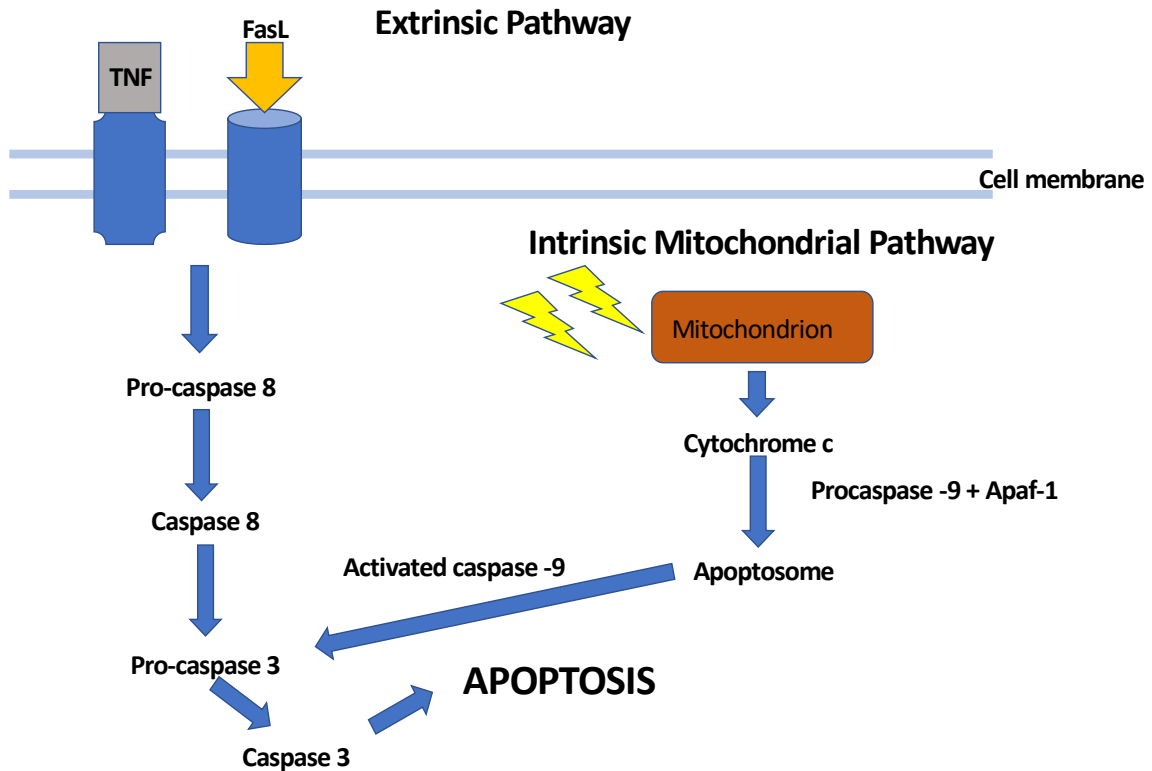 Extrinsic Pathway
FasL
TNF
Cell membrane
Intrinsic Mitochondrial Pathway
Mitochondrion
Pro-caspase 8
Cytochrome c
Procaspase -9 + Apaf-1
Caspase 8
Activated caspase -9
Apoptosome
Pro-caspase 3
APOPTOSIS
Caspase 3